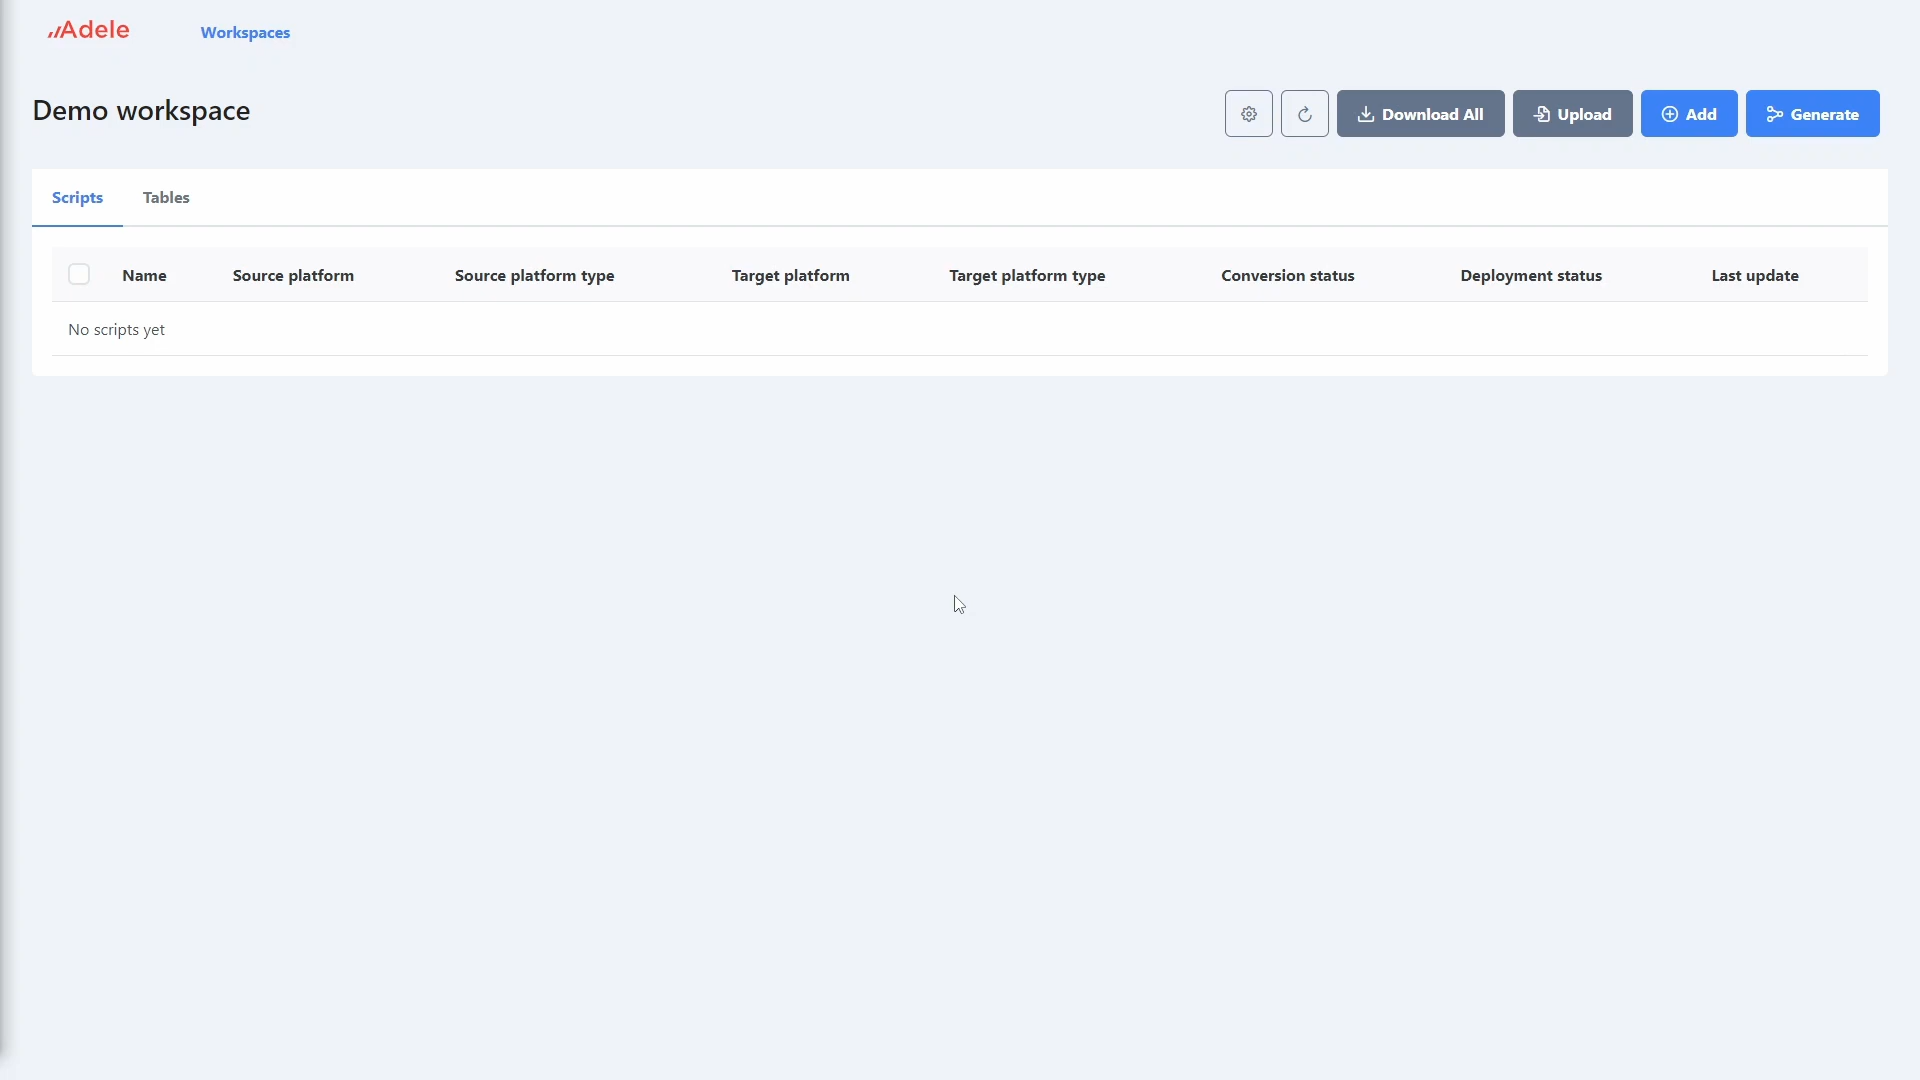 Adele
Workspaces
Demo workspace
Download All
Upload
Add
Generate
Scripts
Tables
Name
Source platform
Source platform type
Target platform
Target platform type
Conversion status
Deployment status
Last update
No scripts yet